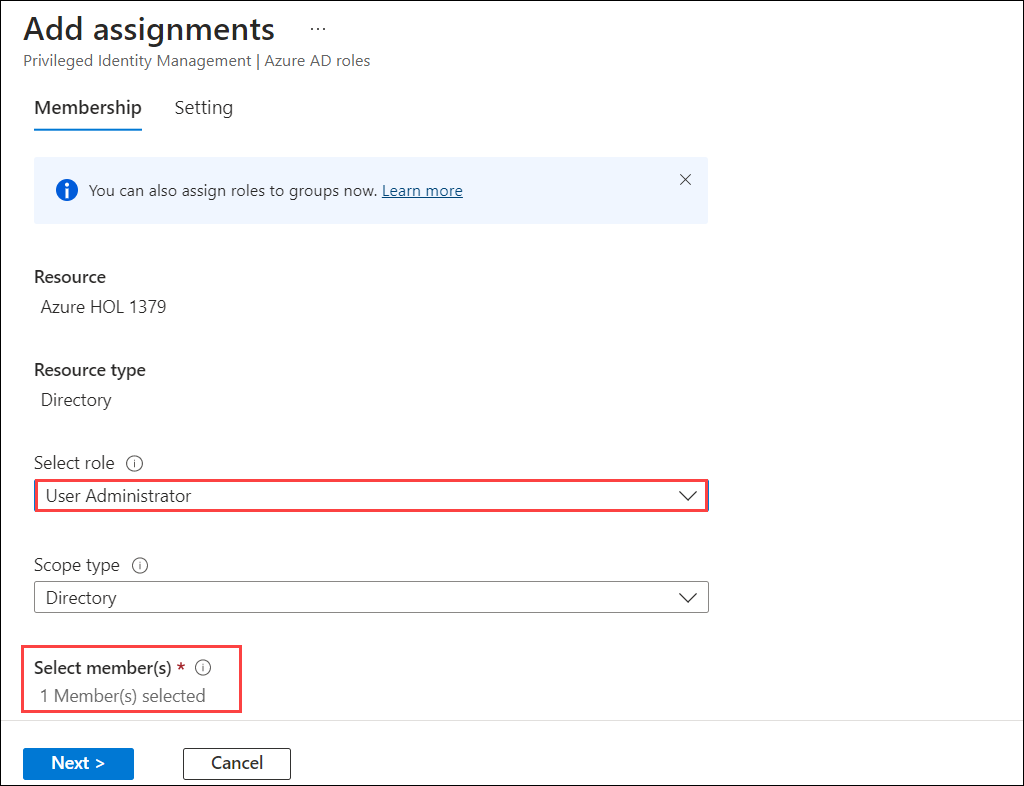 Add assignments ...
Privileged Identity Management | Azure AD roles
Membership Setting
You can also assign roles to groups now. Learn more
Resource
Azure HOL 1379
Resource type
Directory
Select role
User Administrator
Scope type
Directory
Select member(s) *
1 Member(s) selected
Next > Cancel